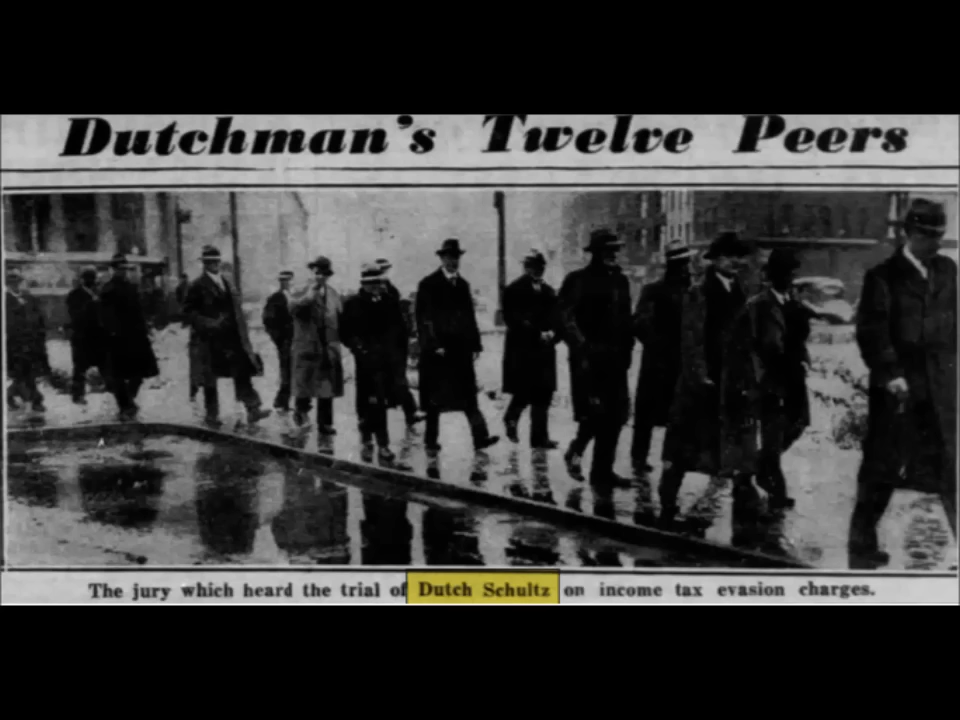 Dutchman's Twelve Peers
The jury which heard the trial of Dutch Schultz on income tax evasion charges.